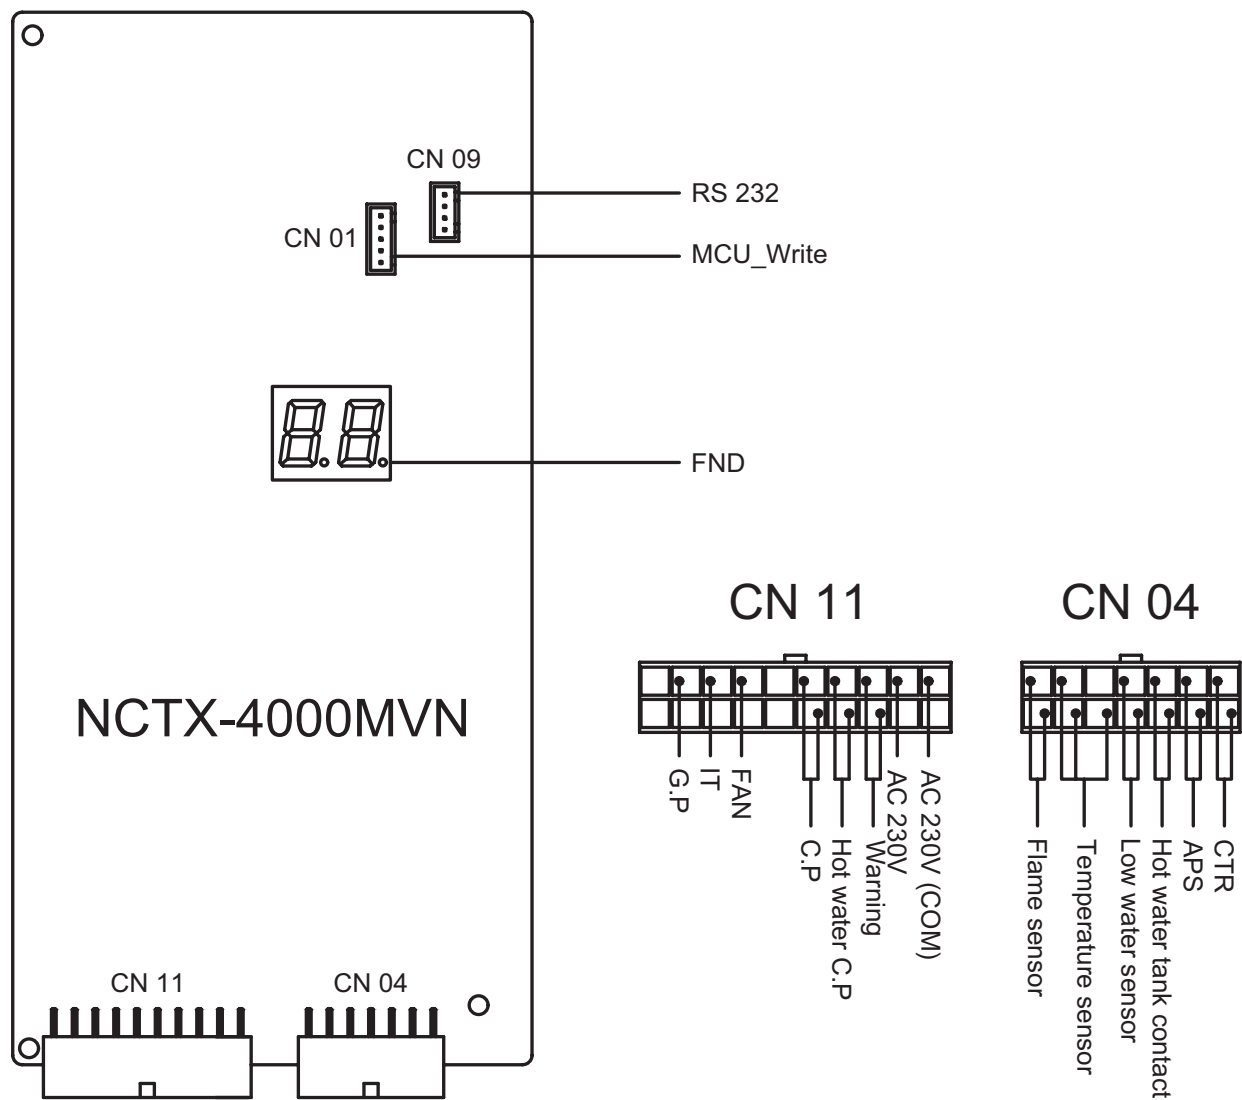 CN 09
RS 232
CN 01
MCU_Write
8.8.
FND
CN 11
CN 04
NCTX-4000MVN
G.P
IT
FAN
C.P
Hot water C.P
Warning
AC 230V
AC 230V (COM)
Flame sensor
Temperature sensor
Low water sensor
Hot water tank contact
APS
CTR
CN 11
CN 04